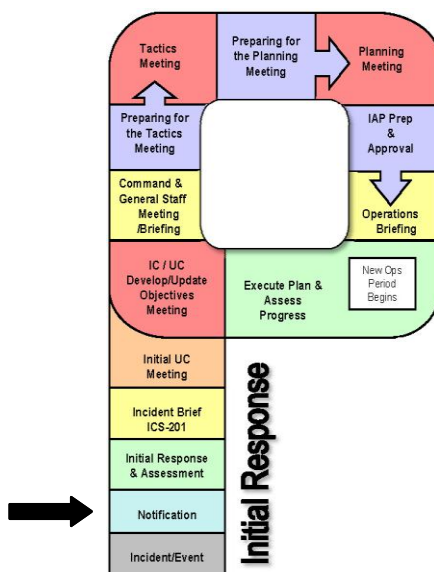 Tactics
Meeting
Preparing for
the Planning
Meeting
Planning
Meeting
Preparing for
the Tactics
Meeting
IAP Prep
&
Approval
Command &
General Staff
Meeting
/Briefing
Operations
Briefing
IC / UC
Develop/Update
Objectives
Meeting
Execute Plan &
Assess
Progress
New Ops
Period
Begins
Initial UC
Meeting
Incident Brief
ICS-201
Initial Response
& Assessment
Notification
Incident/Event
Initial Response